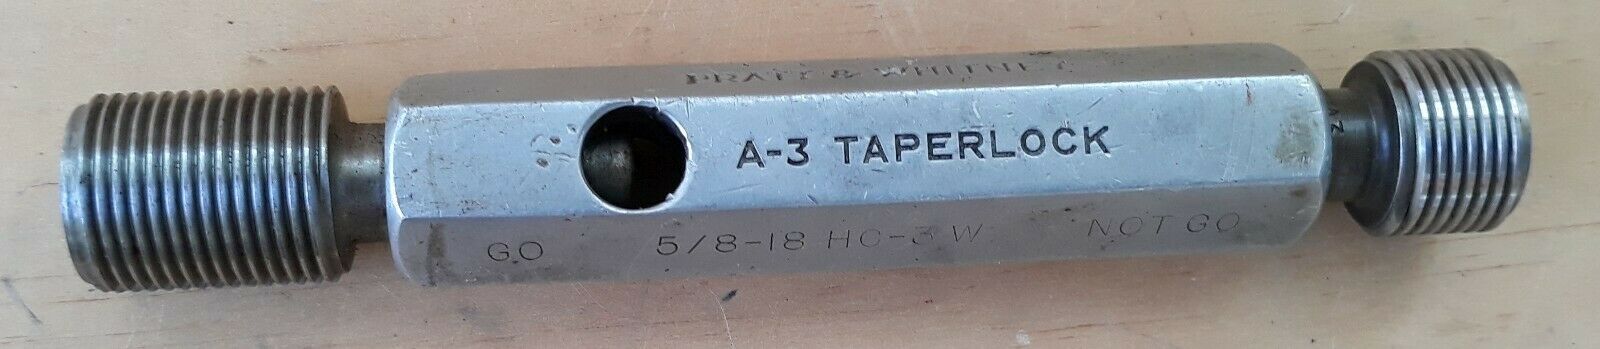 PRATT & WHITNEY
A-3 TAPERLOCK
GO 5/8-18 HC-3 W NOT GO